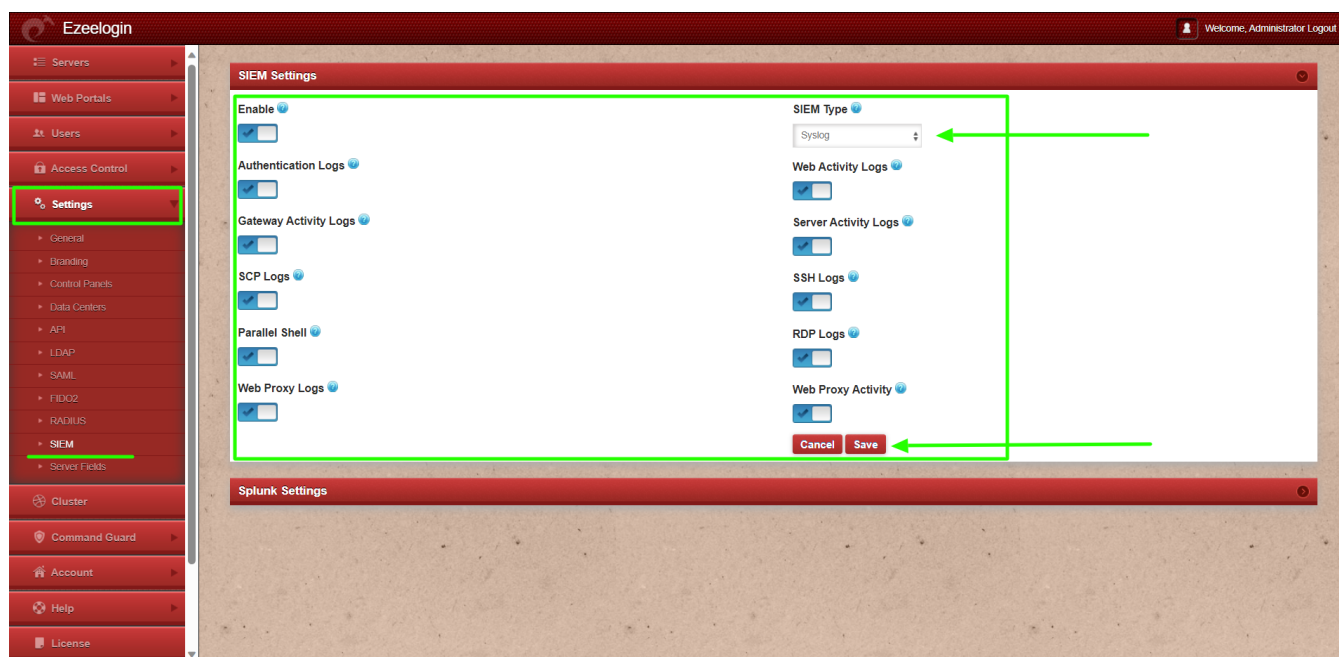 Ezeelogin
Welcome, Administrator Logout
Servers
Web Portals
Users
Access Control
Settings
General
Branding
Control Panels
Data Centers
API
LDAP
SAML
FIDO2
RADIUS
SIEM
Server Fields
Cluster
Command Guard
Account
Help
License
SIEM Settings
Enable
SIEM Type
Syslog
Authentication Logs
Web Activity Logs
Gateway Activity Logs
Server Activity Logs
SCP Logs
SSH Logs
Parallel Shell
RDP Logs
Web Proxy Logs
Web Proxy Activity
Cancel Save
Splunk Settings